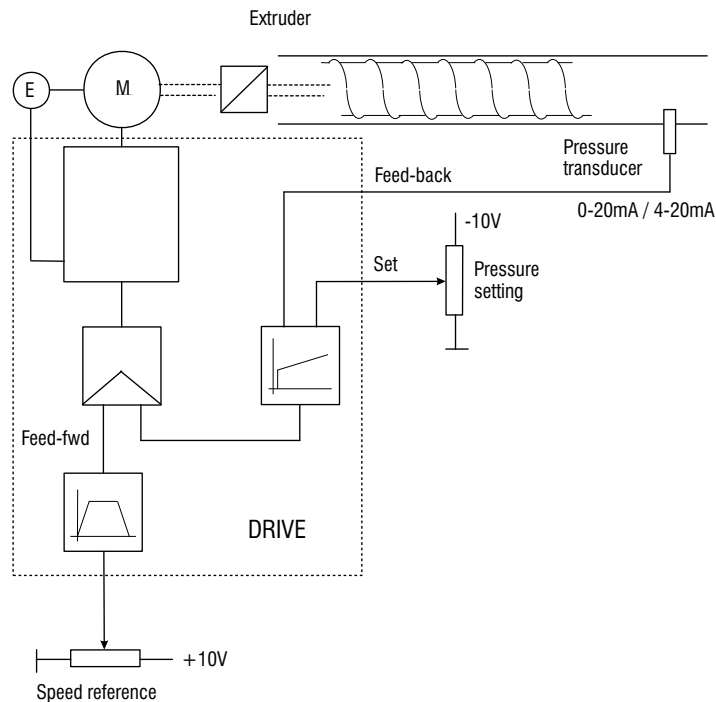 Extruder
E
M
Pressure
transducer
Feed-back
0-20mA / 4-20mA
-10V
Set
Pressure
setting
Feed-fwd
DRIVE
+10V
Speed reference